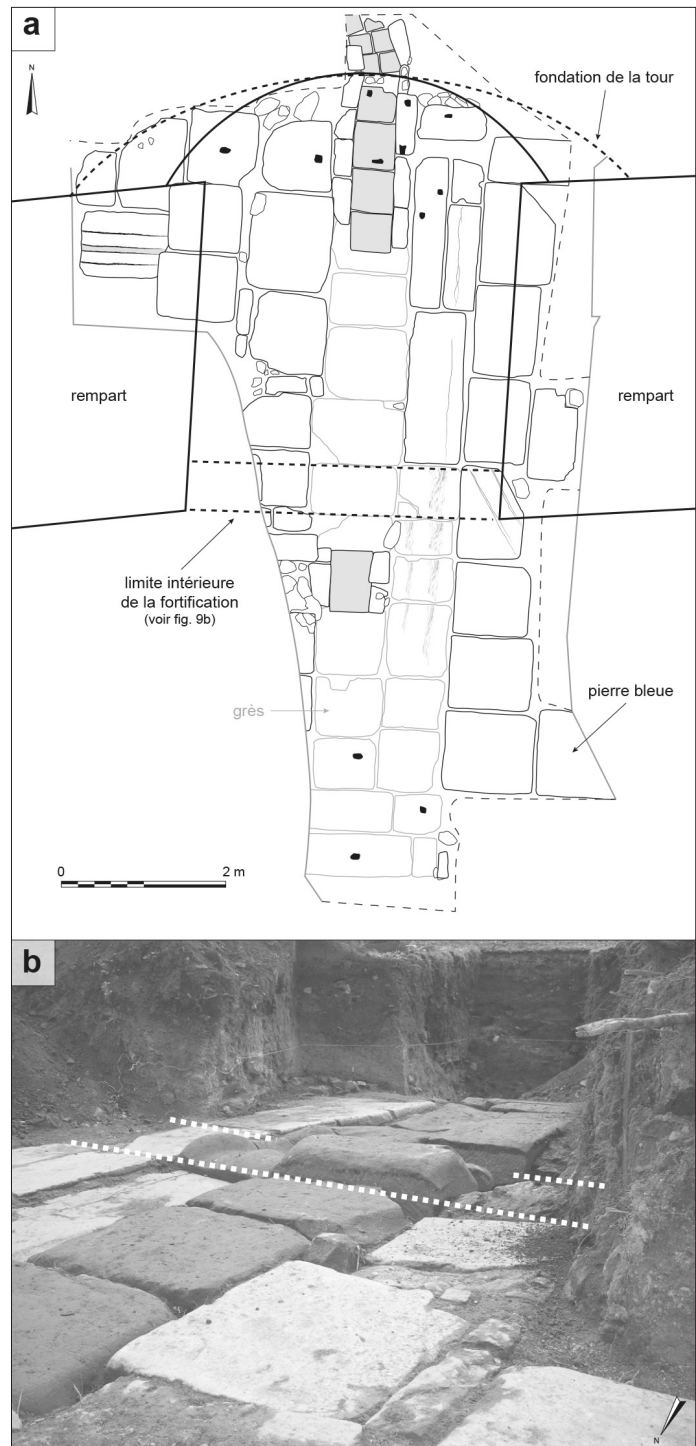 a
N
fondation de la tour
rempart
rempart
limite intérieure
de la fortification
(voir fig. 9b)
pierre bleue
grès
0
2 m
b
N